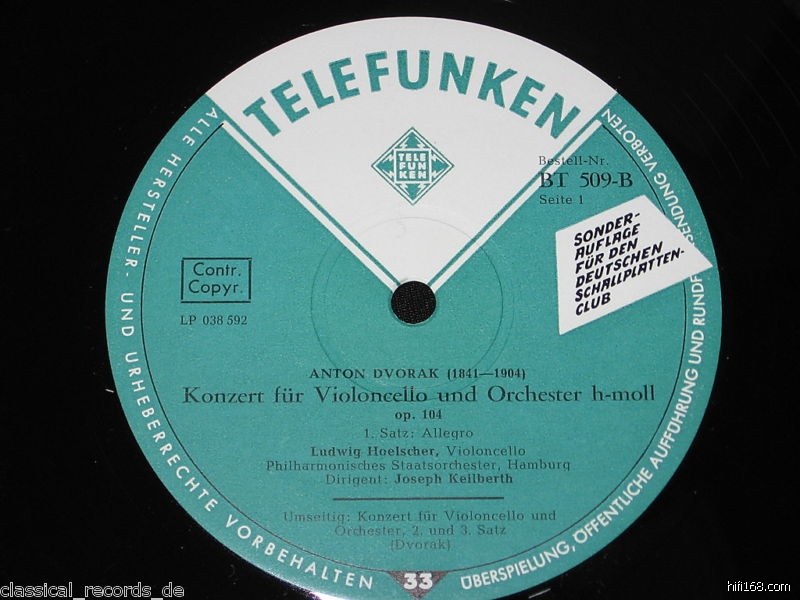 TELEFUNKEN
TELE
FUN
KEN
Bestell-Nr.
BT 509-B
Seite 1
SONDER-
AUFLAGE
FÜR DEN
DEUTSCHEN
SCHALLPLATTEN-
CLUB
Contr.
Copyr.
LP 038 592
ANTON DVORAK (1841—1904)
Konzert für Violoncello und Orchester h-moll
op. 104
1. Satz: Allegro
Ludwig Hoelscher, Violoncello
Philharmonisches Staatsorchester, Hamburg
Dirigent: Joseph Keilberth
Umseitig: Konzert für Violoncello und
Orchester, 2. und 3. Satz
(Dvorak)
ALLE HERSTELLER- UND URHEBERRECHTE VORBEHALTEN
33
ÜBERSPIELUNG, ÖFFENTLICHE AUFFÜHRUNG UND RUNDF SENDUNG VERBOTEN
classical_records_de
hifi168.com